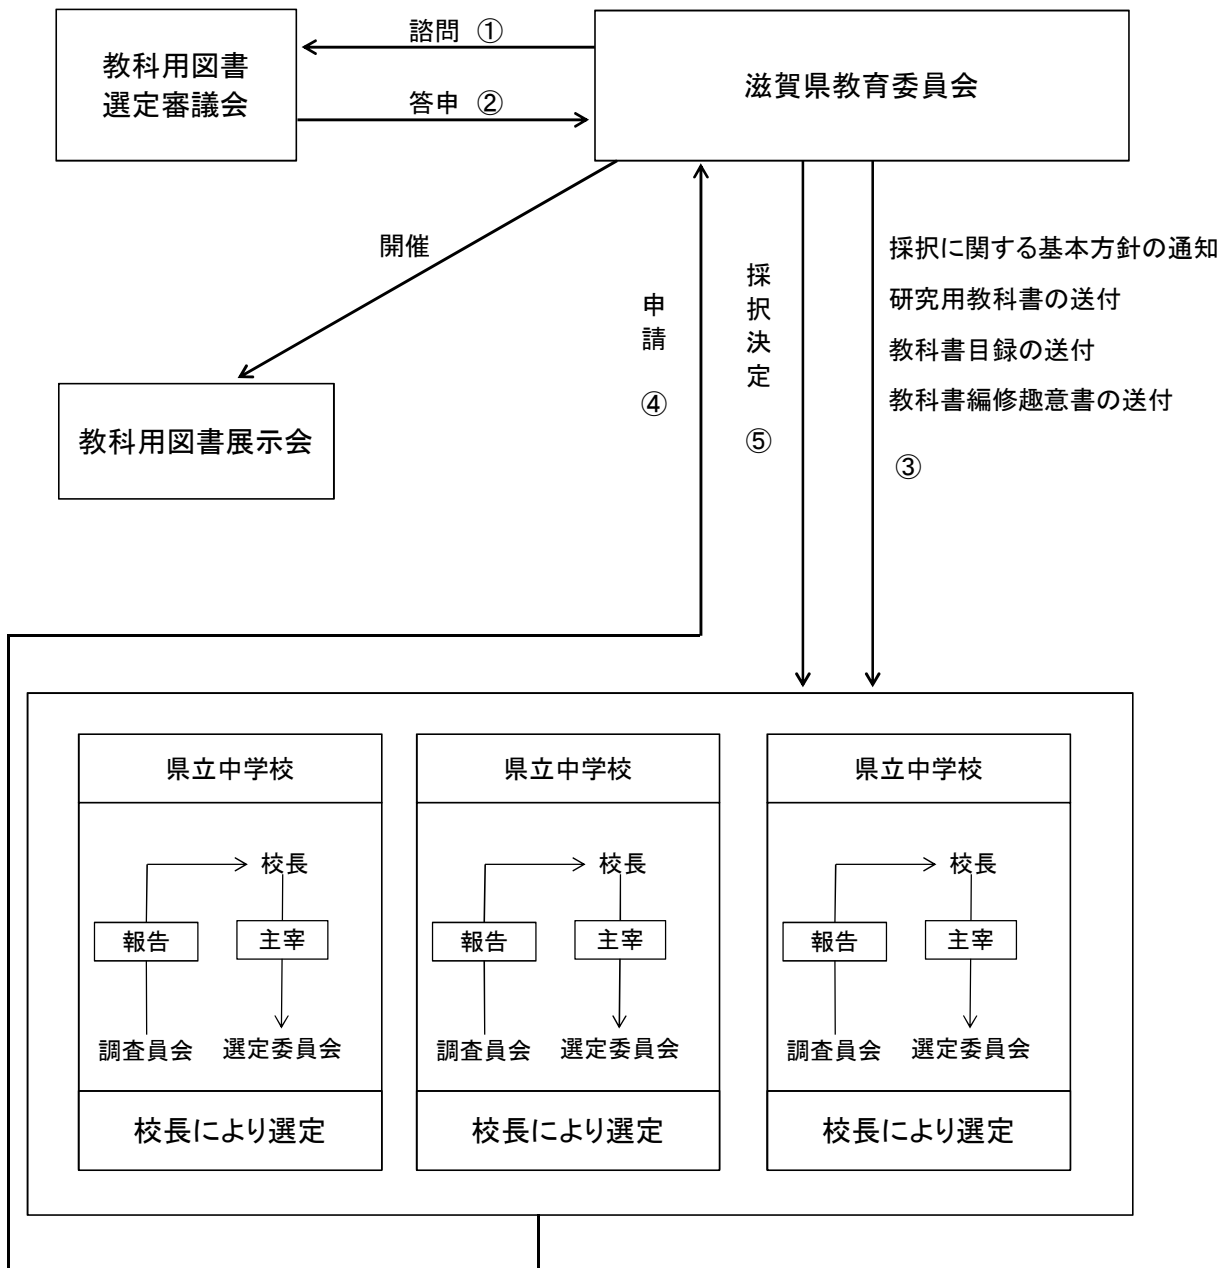 諮問 ①
教科用図書
選定審議会
答申 ②
滋賀県教育委員会
開催
教科用図書展示会
申請 ④
採択決定 ⑤
採択に関する基本方針の通知
研究用教科書の送付
教科書目録の送付
教科書編修趣意書の送付
③
県立中学校
校長
報告
主宰
調査員会
選定委員会
校長により選定
県立中学校
校長
報告
主宰
調査員会
選定委員会
校長により選定
県立中学校
校長
報告
主宰
調査員会
選定委員会
校長により選定